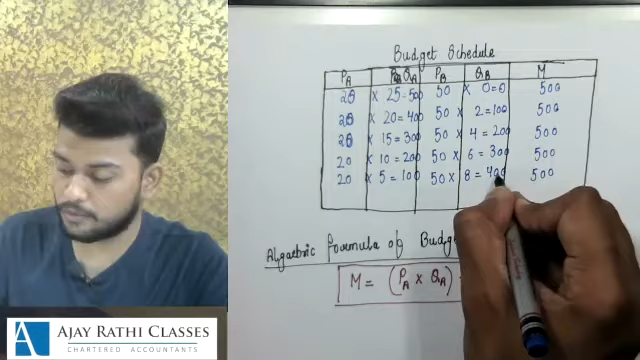 Budget Schedule
PA QA PB QB M
20 × 25 = 500 50 × 0 = 0 500
20 × 20 = 400 50 × 2 = 100 500
20 × 15 = 300 50 × 4 = 200 500
20 × 10 = 200 50 × 6 = 300 500
20 × 5 = 100 50 × 8 = 400 500
Algaebric formula of Budg
M = (PA × QA)
AJAY RATHI CLASSES
CHARTERED ACCOUNTANTS